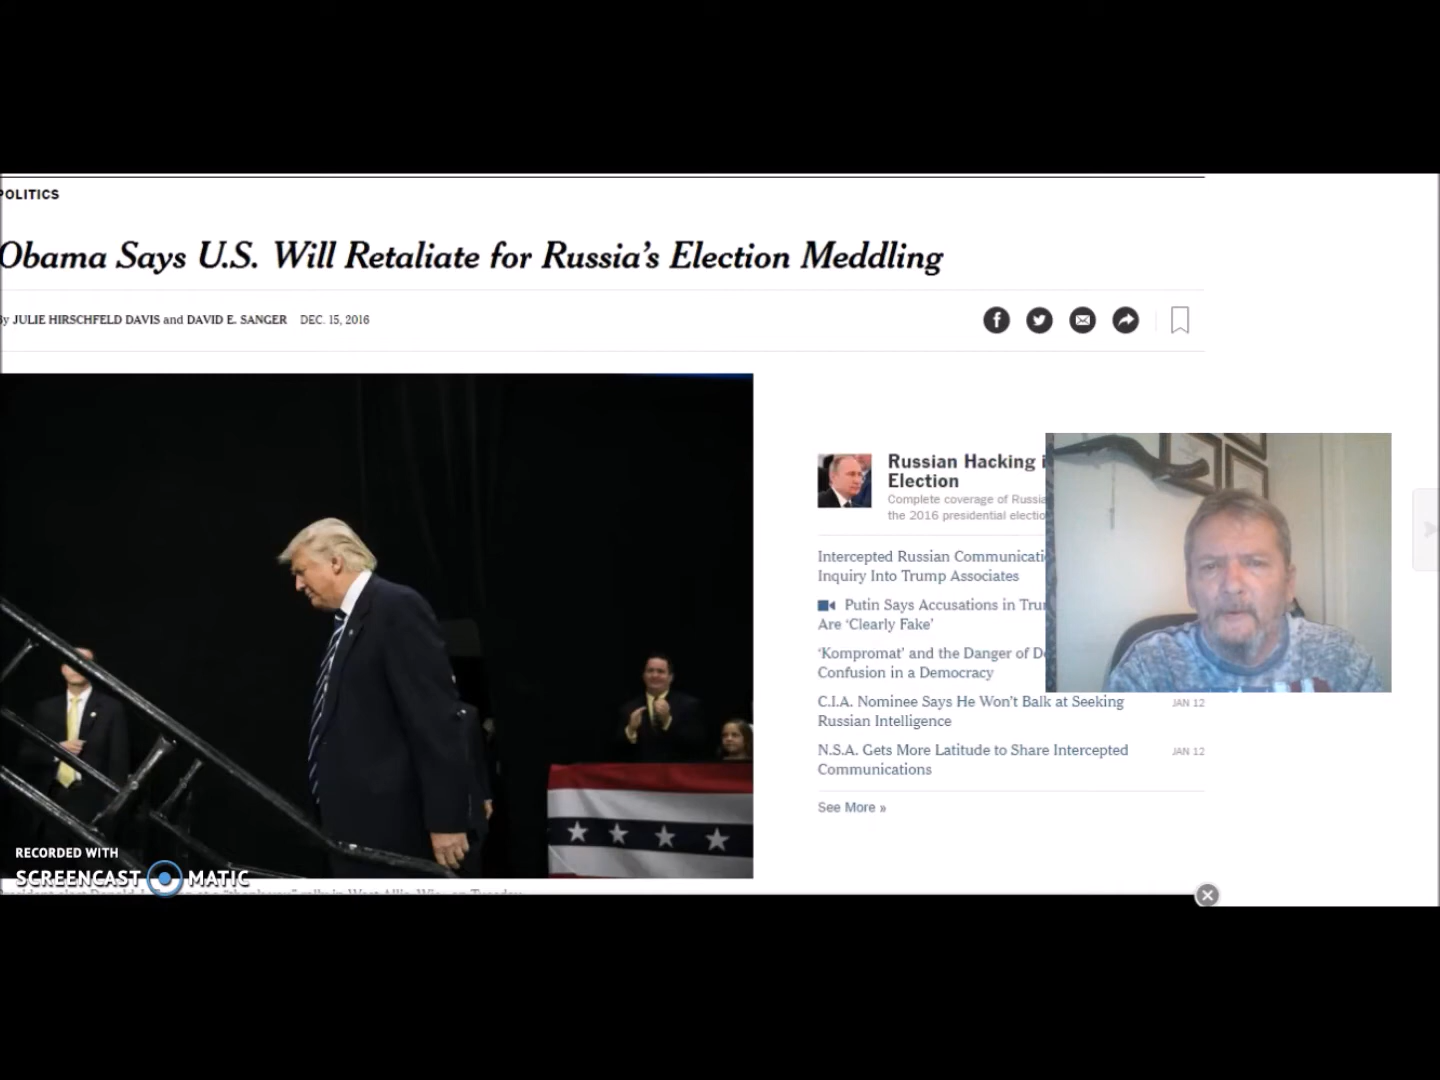 POLITICS
Obama Says U.S. Will Retaliate for Russia's Election Meddling
By JULIE HIRSCHFELD DAVIS and DAVID E. SANGER DEC. 15, 2016
Russian Hacking i
Election
Complete coverage of Russia
the 2016 presidential electio
Intercepted Russian Communicati
Inquiry Into Trump Associates
Putin Says Accusations in Tru
Are ‘Clearly Fake’
‘Kompromat’ and the Danger of D
Confusion in a Democracy
C.I.A. Nominee Says He Won’t Balk at Seeking JAN 12
Russian Intelligence
N.S.A. Gets More Latitude to Share Intercepted JAN 12
Communications
See More »
RECORDED WITH
SCREENCAST MATIC